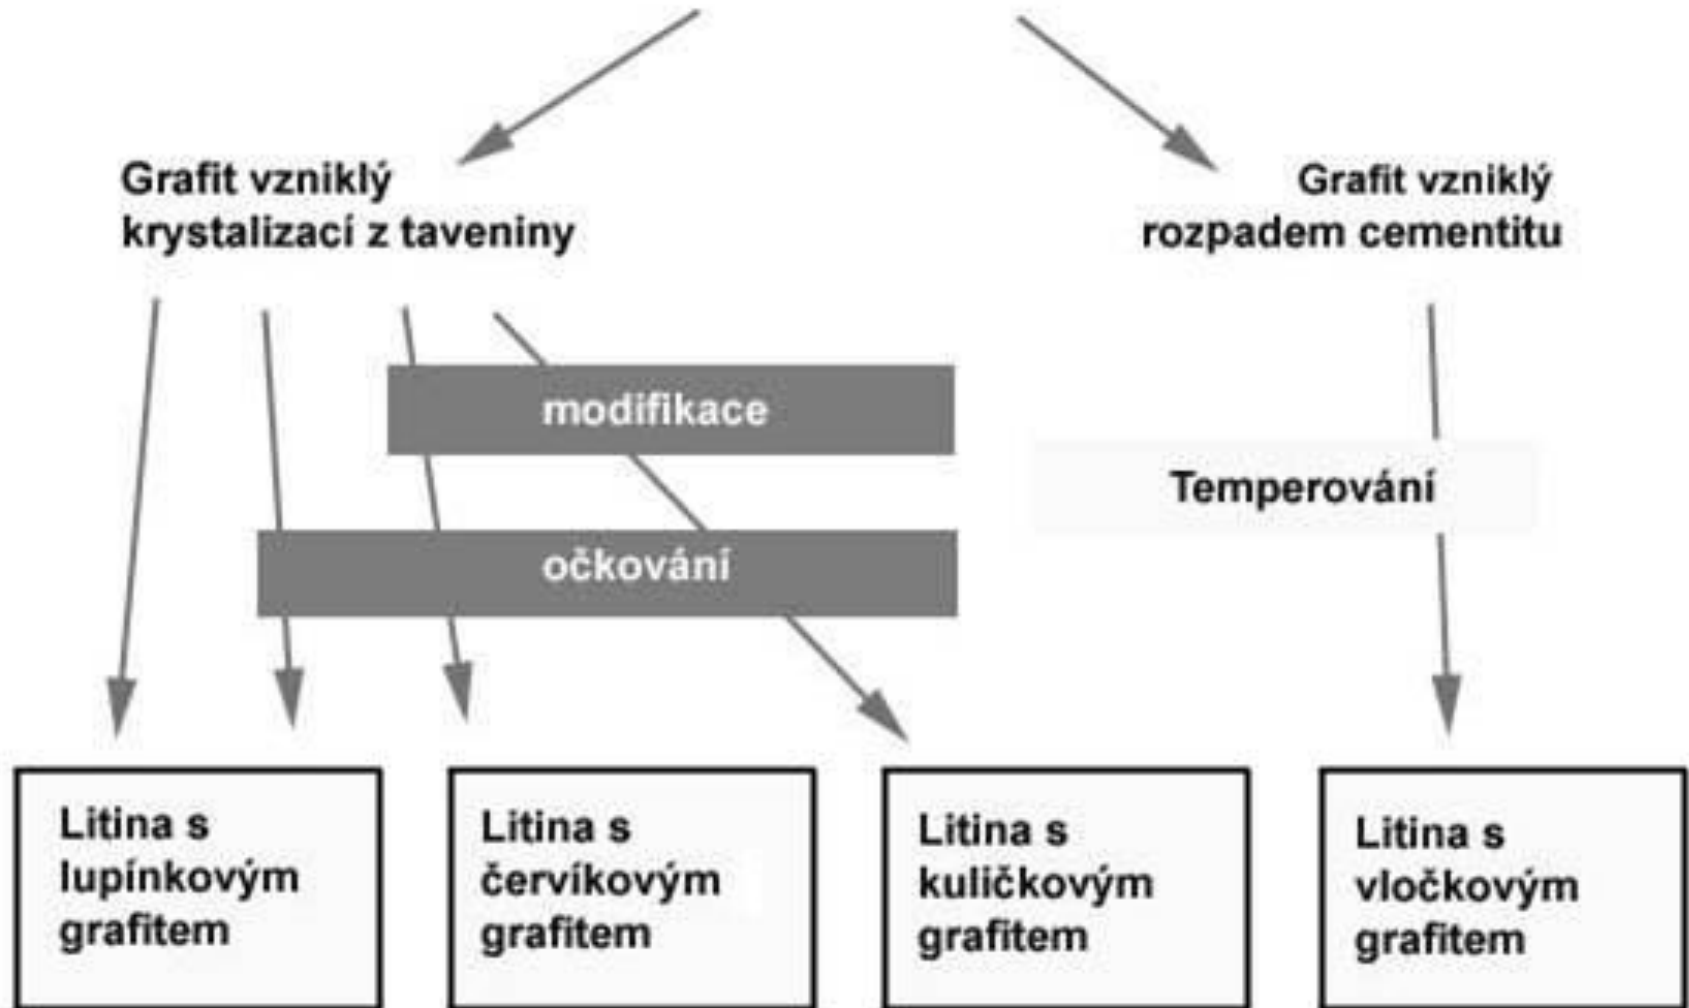 Grafit vzniklý
krystalizací z taveniny
Grafit vzniklý
rozpadem cementitu
modifikace
Temperování
očkování
Litina s
lupínkovým
grafitem
Litina s
červíkovým
grafitem
Litina s
kuličkovým
grafitem
Litina s
vločkovým
grafitem